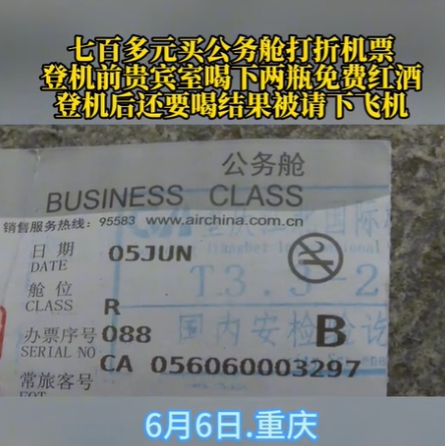 七百多元买公务舱打折机票
登机前贵宾室喝下两瓶免费红酒
登机后还要喝结果被请下飞机
公务舱
BUSINESS CLASS
销售服务热线：95583 www.airchina.com.cn
日期 05JUN
DATE
舱位
CLASS R
办票序号 088
SERIAL NO B
CA 056060003297
常旅客号
国际
T3
国内安检
6月6日.重庆